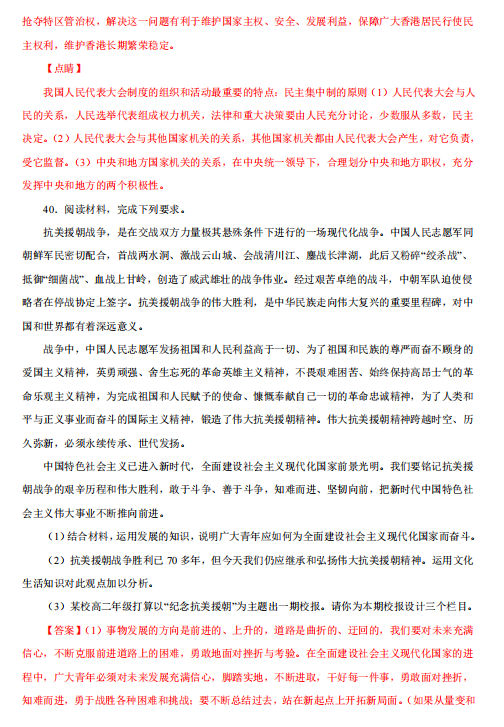 抢夺特区管治权，解决这一问题有利于维护国家主权、安全、发展利益，保障广大香港居民行使民
主权利，维护香港长期繁荣稳定。
【点睛】
我国人民代表大会制度的组织和活动最重要的特点：民主集中制的原则（1）人民代表大会与人
民的关系，人民选举代表组成权力机关，法律和重大决策要由人民充分讨论，少数服从多数，民主
决定。（2）人民代表大会与其他国家机关的关系，其他国家机关都由人民代表大会产生，对它负责，
受它监督。（3）中央和地方国家机关的关系，在中央统一领导下，合理划分中央和地方职权，充分
发挥中央和地方的两个积极性。
40．阅读材料，完成下列要求。
抗美援朝战争，是在交战双方力量极其悬殊条件下进行的一场现代化战争。中国人民志愿军同
朝鲜军民密切配合，首战两水洞、激战云山城、会战清川江、鏖战长津湖，此后又粉碎“绞杀战”、
抵御“细菌战”、血战上甘岭，创造了威武雄壮的战争伟业。经过艰苦卓绝的战斗，中朝军队迫使侵
略者在停战协定上签字。抗美援朝战争的伟大胜利，是中华民族走向伟大复兴的重要里程碑，对中
国和世界都有着深远意义。
战争中，中国人民志愿军发扬祖国和人民利益高于一切、为了祖国和民族的尊严而奋不顾身的
爱国主义精神，英勇顽强、舍生忘死的革命英雄主义精神，不畏艰难困苦、始终保持高昂士气的革
命乐观主义精神，为完成祖国和人民赋予的使命、慷慨奉献自己一切的革命忠诚精神，为了人类和
平与正义事业而奋斗的国际主义精神，锻造了伟大抗美援朝精神。伟大抗美援朝精神跨越时空、历
久弥新，必须永续传承、世代发扬。
中国特色社会主义已进入新时代，全面建设社会主义现代化国家前景光明。我们要铭记抗美援
朝战争的艰辛历程和伟大胜利，敢于斗争、善于斗争，知难而进、坚韧向前，把新时代中国特色社
会主义伟大事业不断推向前进。
（1）结合材料，运用发展的知识，说明广大青年应如何为全面建设社会主义现代化国家而奋斗。
（2）抗美援朝战争胜利已 70 多年，但今天我们仍应继承和弘扬伟大抗美援朝精神。运用文化
生活知识对此观点加以分析。
（3）某校高二年级打算以“纪念抗美援朝”为主题出一期校报。请你为本期校报设计三个栏目。
【答案】（1）事物发展的方向是前进的、上升的，道路是曲折的、迂回的，我们要对未来充满
信心，不断克服前进道路上的困难，勇敢地面对挫折与考验。在全面建设社会主义现代化国家的进
程中，广大青年必须对未来发展充满信心，脚踏实地，不断进取，干好每一件事，勇敢面对挫折，
知难而进，勇于战胜各种困难和挑战；要不断总结过去，站在新起点上开拓新局面。（如果从量变和